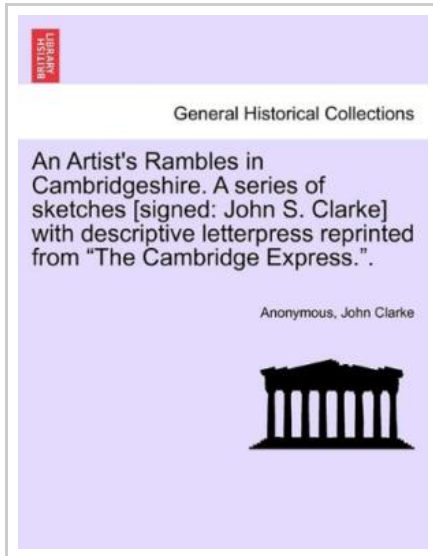 BRITISH
LIBRARY
General Historical Collections
An Artist's Rambles in
Cambridgeshire. A series of
sketches [signed: John S. Clarke]
with descriptive letterpress reprinted
from “The Cambridge Express.”.
Anonymous, John Clarke